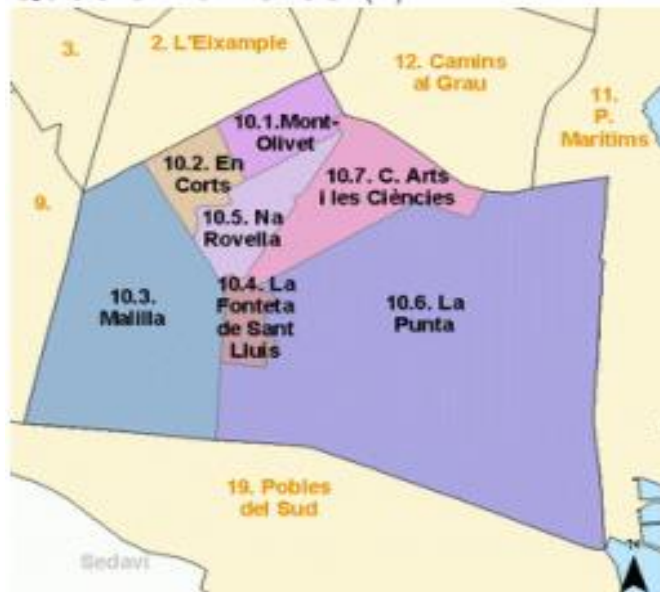 3.
2. L'Eixample
12. Camins
al Grau
11.
P.
Marítims
10.1.Mont-
Olivet
10.2. En
Corts
10.7. C. Arts
i les Ciències
9.
10.5. Na
Rovella
10.3.
Malilla
10.4. La
Fonteta
de Sant
Lluís
10.6. La
Punta
19. Pobles
del Sud
Sedaví